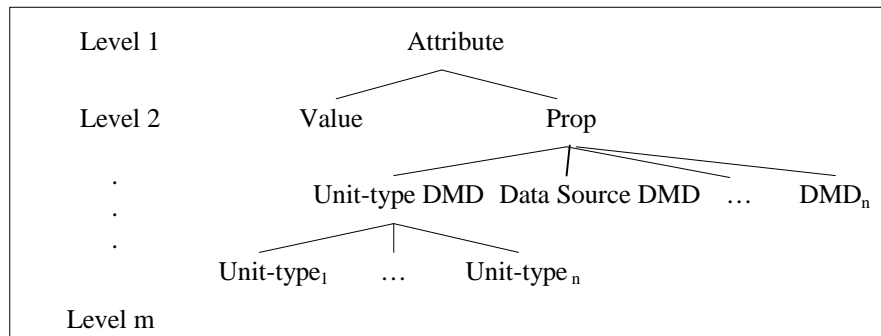 Level 1 Attribute
Level 2 Value Prop
. Unit-type DMD Data Source DMD … DMDn
.
.
Unit-type1 … Unit-type n
Level m